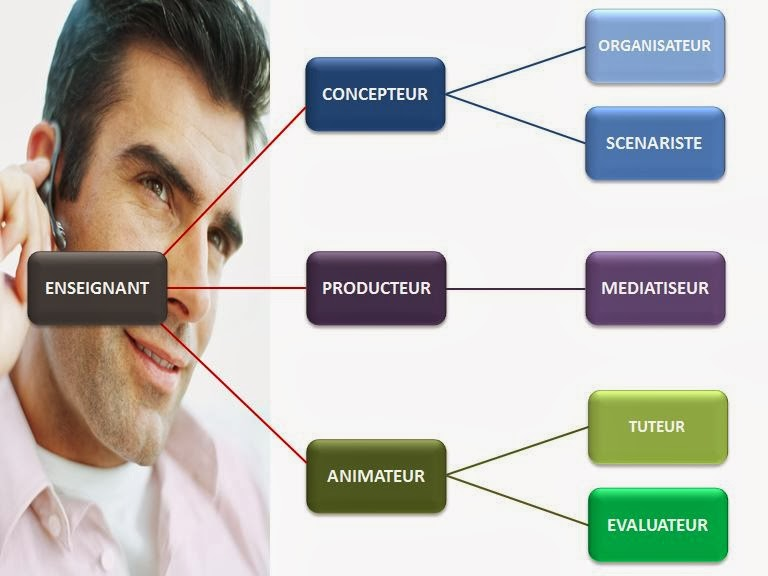 ENSEIGNANT
CONCEPTEUR
ORGANISATEUR
SCENARISTE
PRODUCTEUR
MEDIATISEUR
ANIMATEUR
TUTEUR
EVALUATEUR